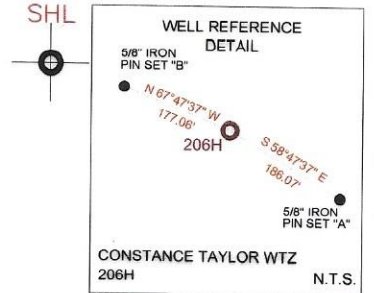 SHL
WELL REFERENCE
DETAIL
5/8" IRON
PIN SET "B"
N 67°47'37" W
177.06'
206H
S 58°47'37" E
186.07'
5/8" IRON
PIN SET "A"
CONSTANCE TAYLOR WTZ
206H
N.T.S.